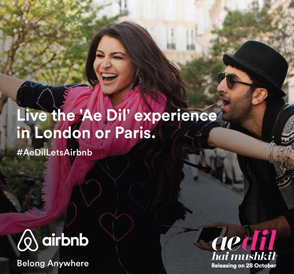 Live the 'Ae Dil' experience
in London or Paris.
#AeDilLetsAirbnb
airbnb
Belong Anywhere
ae dil
hai mushkil
Releasing on 28 October